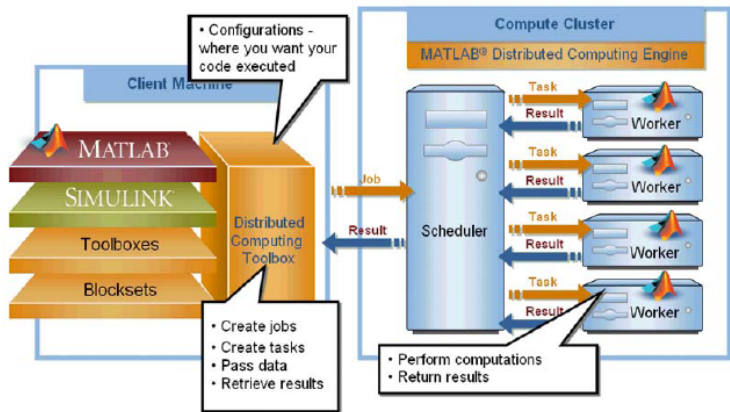 • Configurations -
where you want your
code executed
Client Machine
MATLAB
SIMULINK
Toolboxes
Blocksets
Distributed
Computing
Toolbox
• Create jobs
• Create tasks
• Pass data
• Retrieve results
Job
Result
Compute Cluster
MATLAB® Distributed Computing Engine
Scheduler
Task
Result
Worker
Task
Result
Worker
Task
Result
Worker
Task
Result
Worker
• Perform computations
• Return results